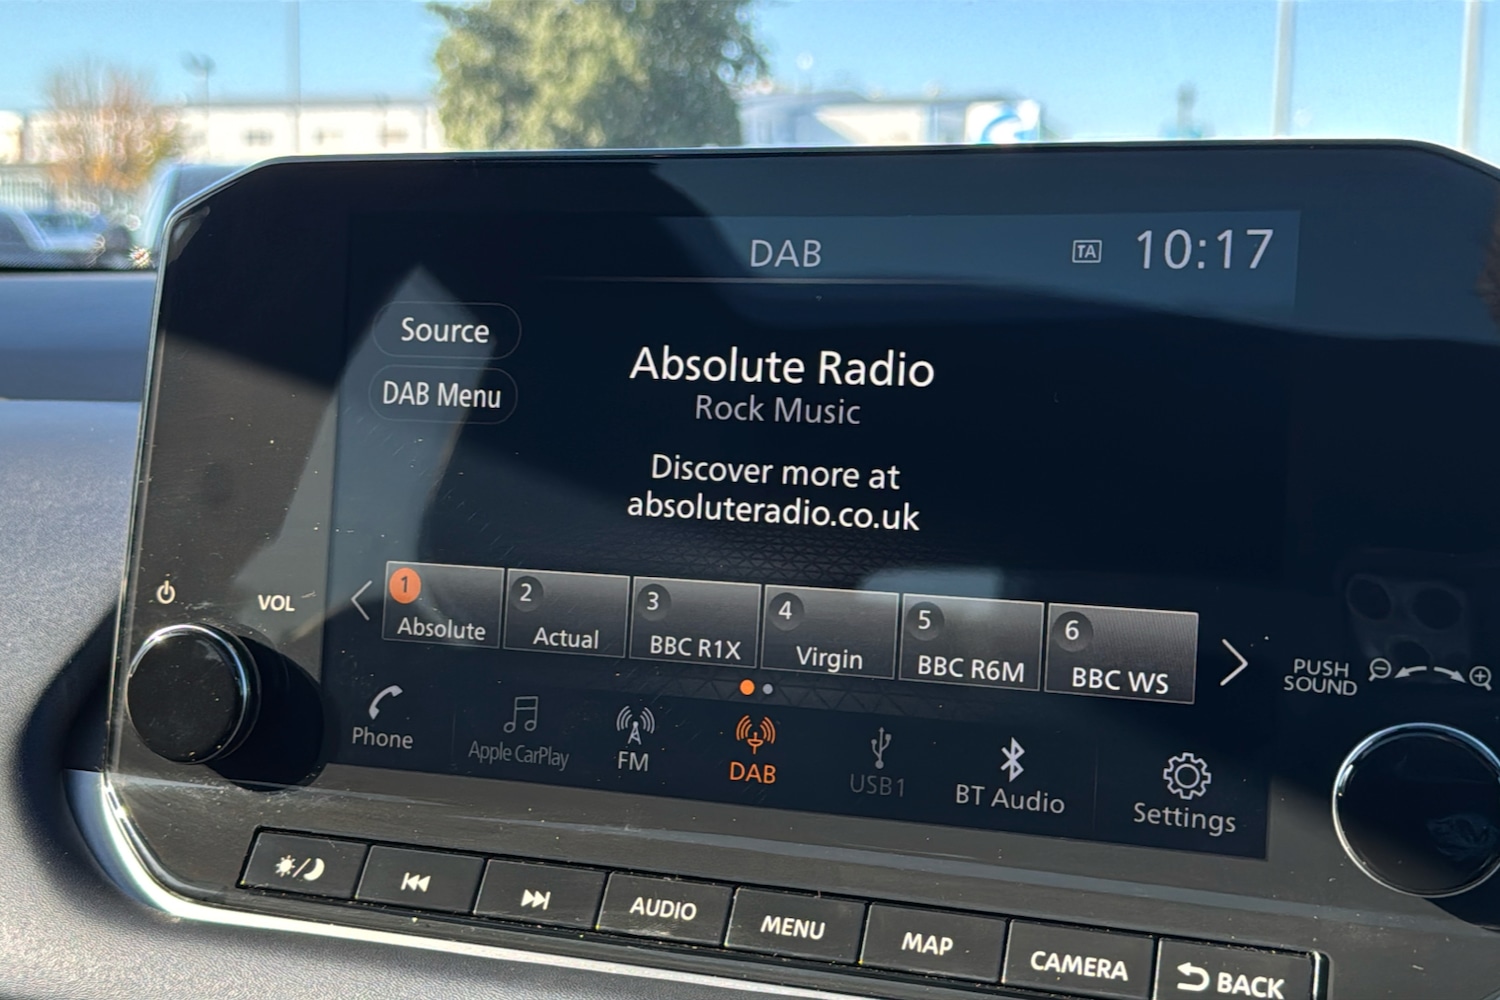 DAB
TA 10:17
Source
DAB Menu
Absolute Radio
Rock Music
Discover more at
absoluteradio.co.uk
1 Absolute
2 Actual
3 BBC R1X
4 Virgin
5 BBC R6M
6 BBC WS
VOL
PUSH
SOUND
Phone
Apple CarPlay
FM
DAB
USB1
BT Audio
Settings
AUDIO
MENU
MAP
CAMERA
BACK